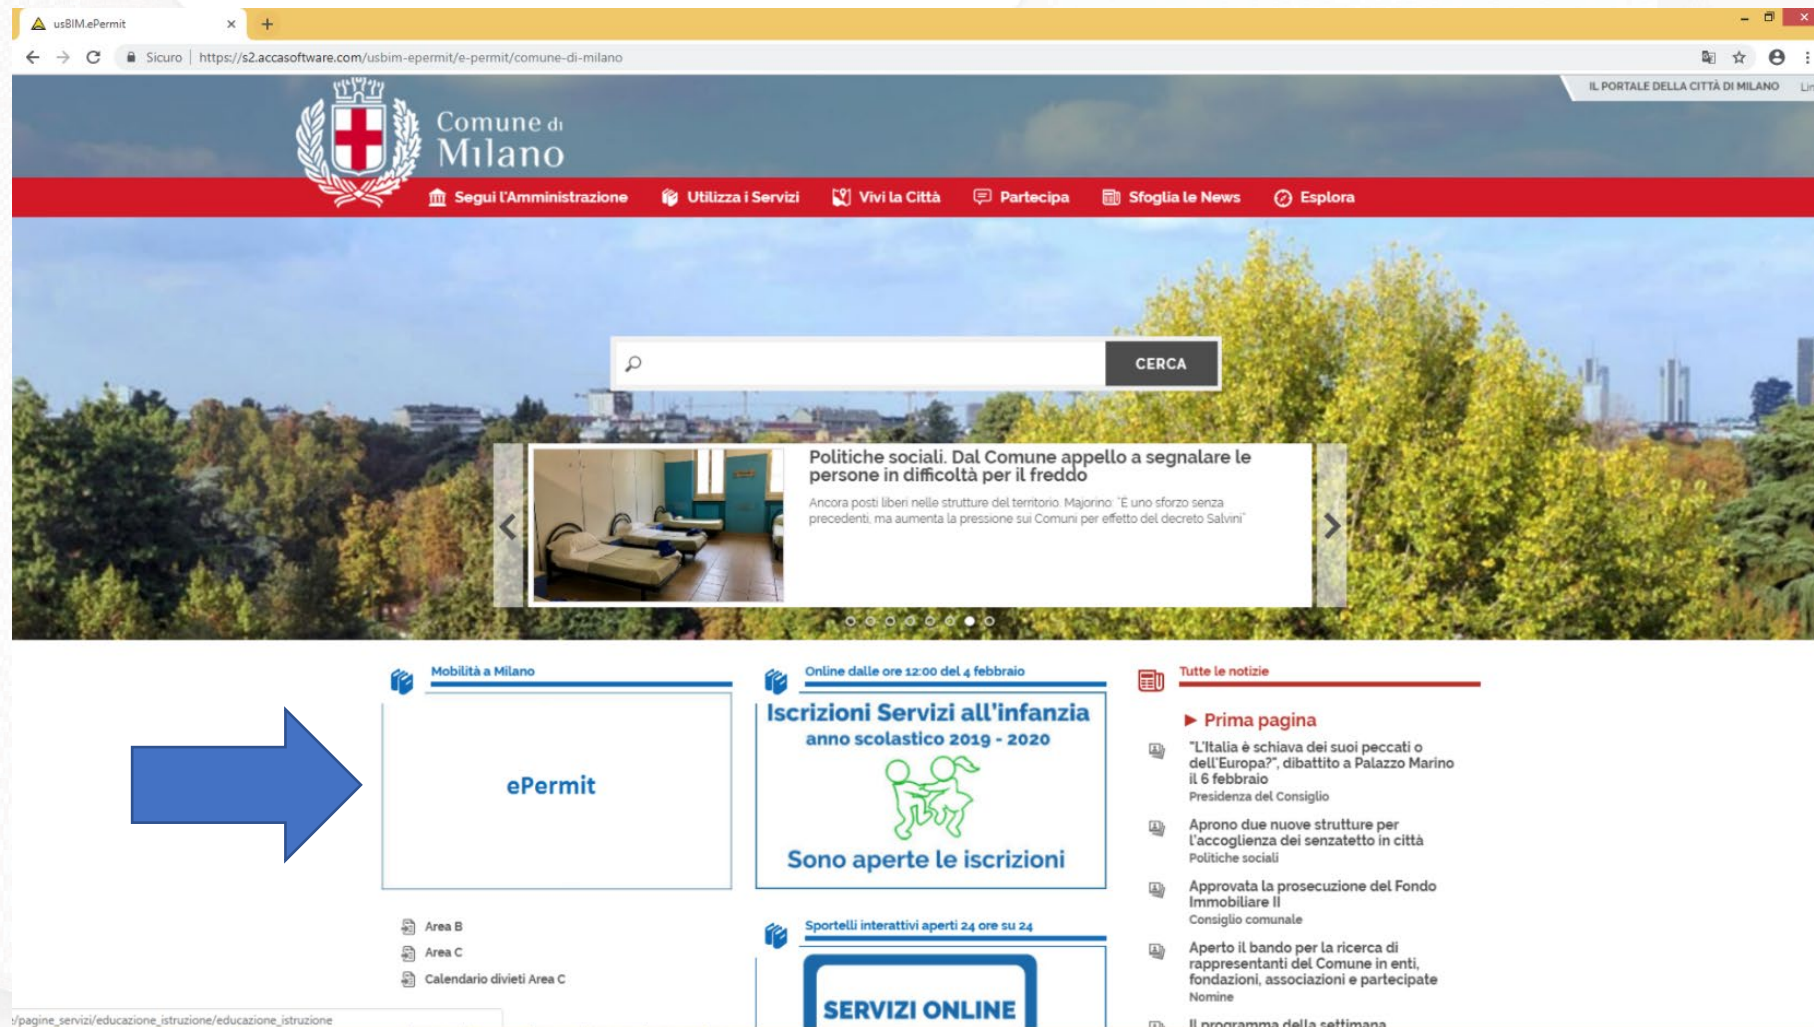 usBIM.ePermit
Sicuro | https://s2.accasoftware.com/usbim-epermit/e-permit/comune-di-milano
IL PORTALE DELLA CITTÀ DI MILANO
Comune di
Milano
Segui l'Amministrazione Utilizza i Servizi Vivi la Città Partecipa Sfoglia le News Esplora
CERCA
Politiche sociali. Dal Comune appello a segnalare le
persone in difficoltà per il freddo
Ancora posti liberi nelle strutture del territorio. Majorino: "È uno sforzo senza
precedenti, ma aumenta la pressione sui Comuni per effetto del decreto Salvini"
Mobilità a Milano
ePermit
Area B
Area C
Calendario divieti Area C
Online dalle ore 12:00 del 4 febbraio
Iscrizioni Servizi all'infanzia
anno scolastico 2019 - 2020
Sono aperte le iscrizioni
Sportelli interattivi aperti 24 ore su 24
SERVIZI ONLINE
Tutte le notizie
Prima pagina
"L'Italia è schiava dei suoi peccati o
dell'Europa?", dibattito a Palazzo Marino
il 6 febbraio
Presidenza del Consiglio
Aprono due nuove strutture per
l'accoglienza dei senzatetto in città
Politiche sociali
Approvata la prosecuzione del Fondo
Immobiliare II
Consiglio comunale
Aperto il bando per la ricerca di
rappresentanti del Comune in enti,
fondazioni, associazioni e partecipate
Nomine
Il programma della settimana
/pagine_servizi/educazione_istruzione/educazione_istruzione